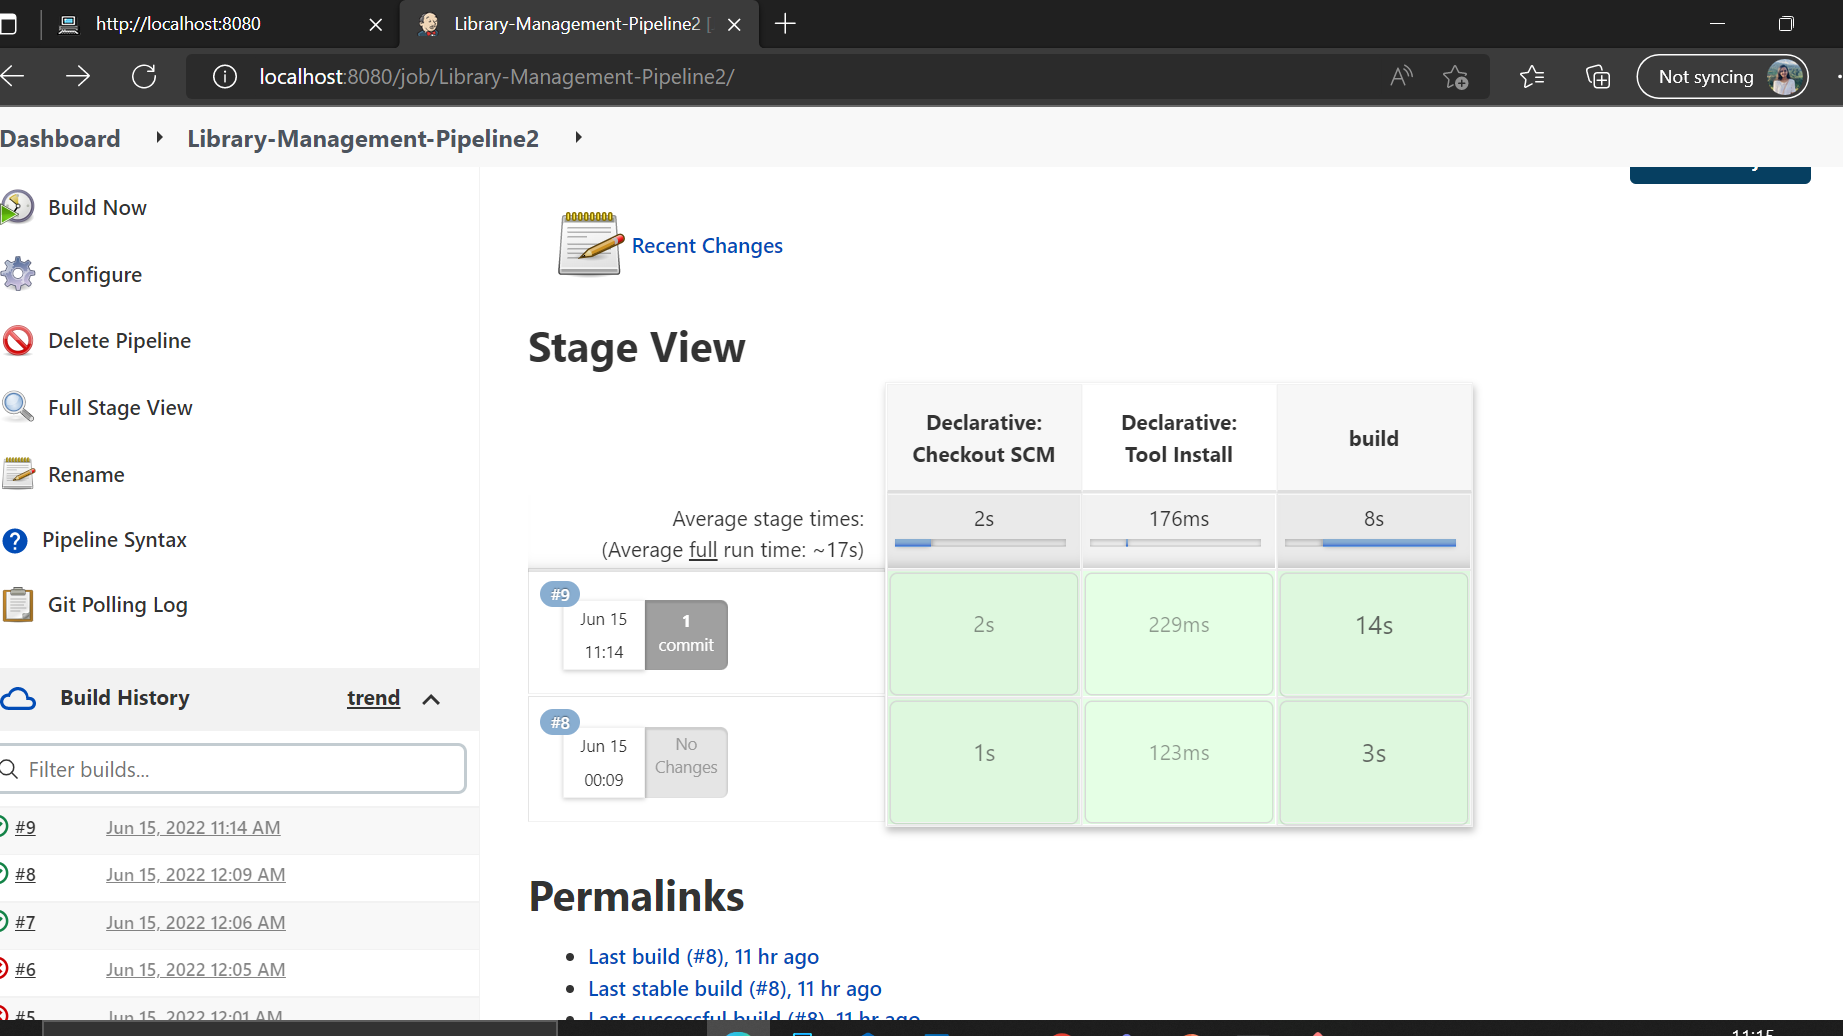 http://localhost:8080
Library-Management-Pipeline2 [
localhost:8080/job/Library-Management-Pipeline2/
Not syncing
Dashboard
Library-Management-Pipeline2
Build Now
Configure
Delete Pipeline
Full Stage View
Rename
Pipeline Syntax
Git Polling Log
Build History
trend
Filter builds...
#9 Jun 15, 2022 11:14 AM
#8 Jun 15, 2022 12:09 AM
#7 Jun 15, 2022 12:06 AM
#6 Jun 15, 2022 12:05 AM
#5 Jun 15, 2022 12:01 AM
Recent Changes
Stage View
Declarative:
Checkout SCM
Declarative:
Tool Install
build
Average stage times:
(Average full run time: ~17s)
2s
176ms
8s
#9
Jun 15
11:14
1
commit
2s
229ms
14s
#8
Jun 15
00:09
No
Changes
1s
123ms
3s
Permalinks
Last build (#8), 11 hr ago
Last stable build (#8), 11 hr ago
Last successful build (#8), 11 hr ago
11:15